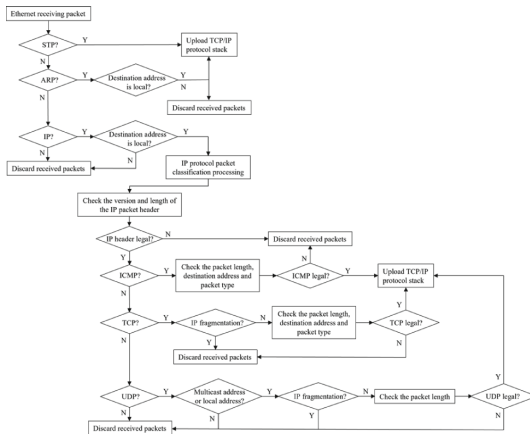 Ethernet receiving packet
STP?
Y
Upload TCP/IP
protocol stack
N
ARP?
Y
Destination address
is local?
Y
N
N
Discard received packets
IP?
Y
Destination address
is local?
N
N
Y
Discard received packets
IP protocol packet
classification processing
Check the version and length of
the IP packet header
IP header legal?
N
Discard received packets
Y
N
ICMP?
Y
Check the packet length,
destination address and
packet type
ICMP legal?
Y
Upload TCP/IP
protocol stack
N
Y
TCP?
Y
IP fragmentation?
N
Check the packet length,
destination address and
packet type
TCP legal?
Y
N
Discard received packets
N
Y
UDP?
Y
Multicast address
or local address?
Y
IP fragmentation?
N
Check the packet length
UDP legal?
N
N
Y
N
Discard received packets